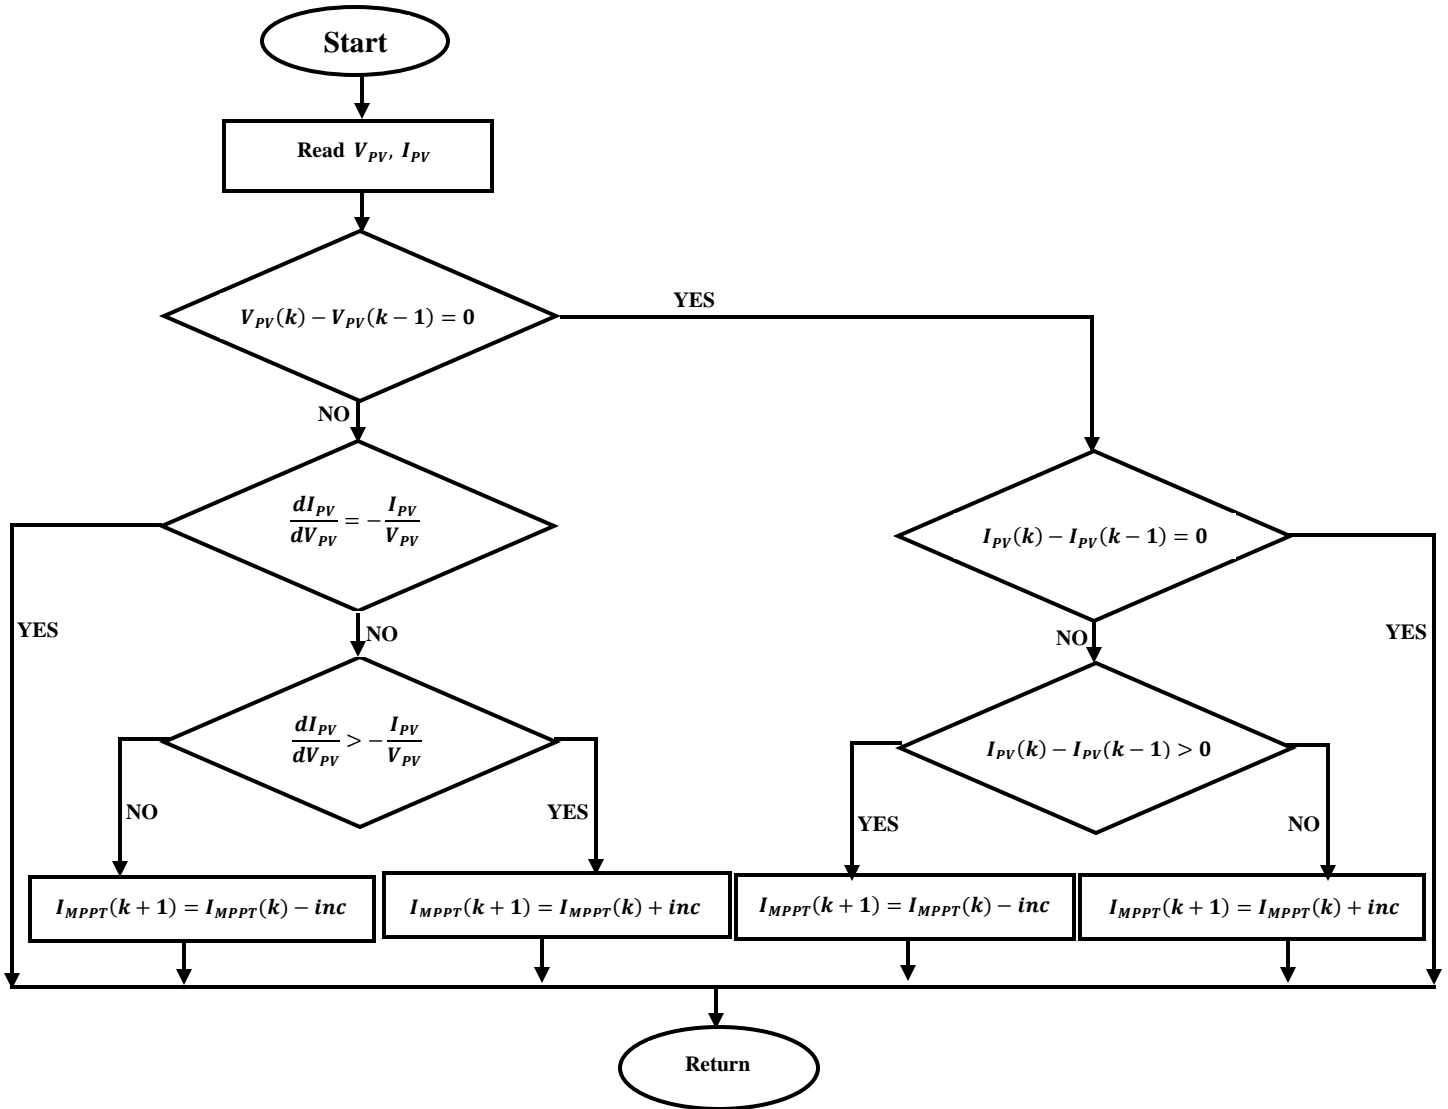 Start
Read V_PV, I_PV
V_PV(k) − V_PV(k − 1) = 0
YES
NO
dI_PV/dV_PV = − I_PV/V_PV
I_PV(k) − I_PV(k − 1) = 0
YES
NO
NO
YES
dI_PV/dV_PV > − I_PV/V_PV
I_PV(k) − I_PV(k − 1) > 0
NO
YES
YES
NO
I_MPPT(k + 1) = I_MPPT(k) − inc
I_MPPT(k + 1) = I_MPPT(k) + inc
I_MPPT(k + 1) = I_MPPT(k) − inc
I_MPPT(k + 1) = I_MPPT(k) + inc
Return